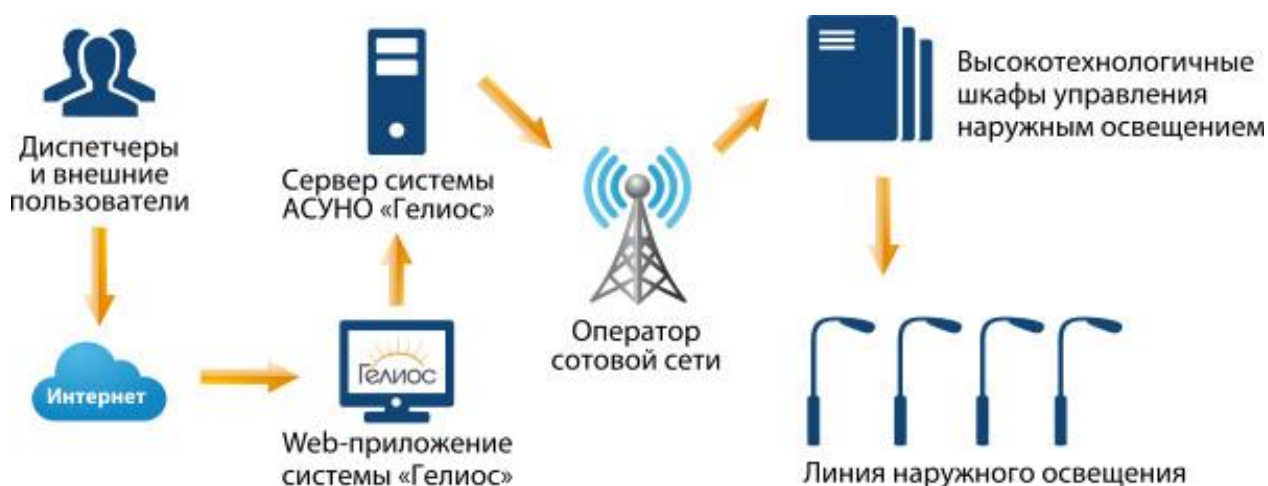 Диспетчеры
и внешние
пользователи
Интернет
Гелиос
Web-приложение
системы «Гелиос»
Сервер системы
АСУНО «Гелиос»
Оператор
сотовой сети
Высокотехнологичные
шкафы управления
наружным освещением
Линия наружного освещения